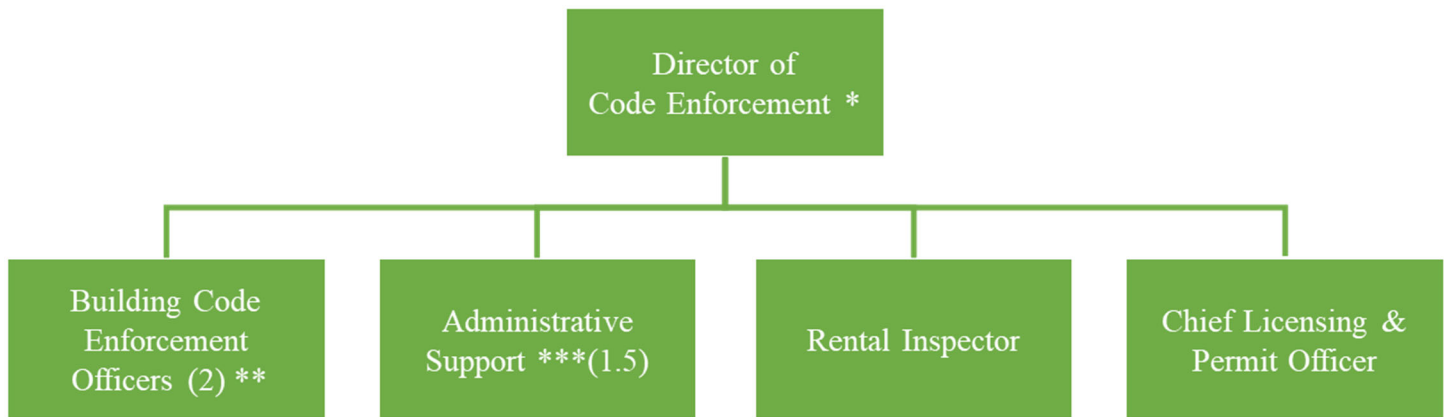 Director of
Code Enforcement *
Building Code
Enforcement
Officers (2) **
Administrative
Support ***(1.5)
Rental Inspector
Chief Licensing &
Permit Officer